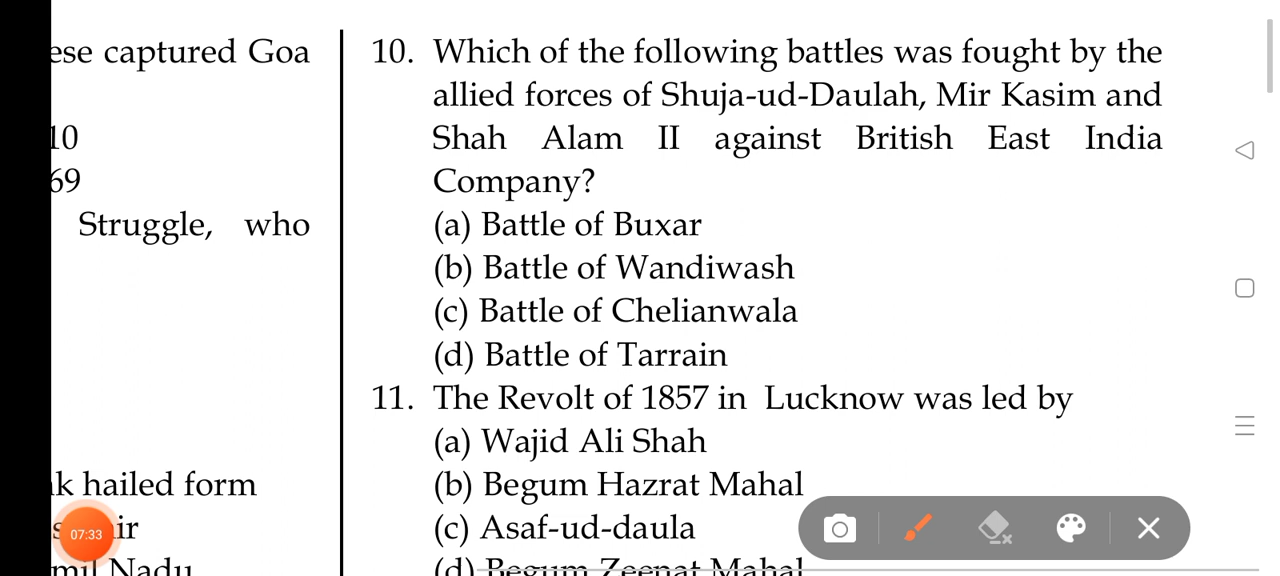 ese captured Goa
10
69
Struggle, who
k hailed form
ir
mil Nadu
10. Which of the following battles was fought by the
allied forces of Shuja-ud-Daulah, Mir Kasim and
Shah Alam II against British East India
Company?
(a) Battle of Buxar
(b) Battle of Wandiwash
(c) Battle of Chelianwala
(d) Battle of Tarrain
11. The Revolt of 1857 in Lucknow was led by
(a) Wajid Ali Shah
(b) Begum Hazrat Mahal
(c) Asaf-ud-daula
(d) Begum Zeenat Mahal
07:33